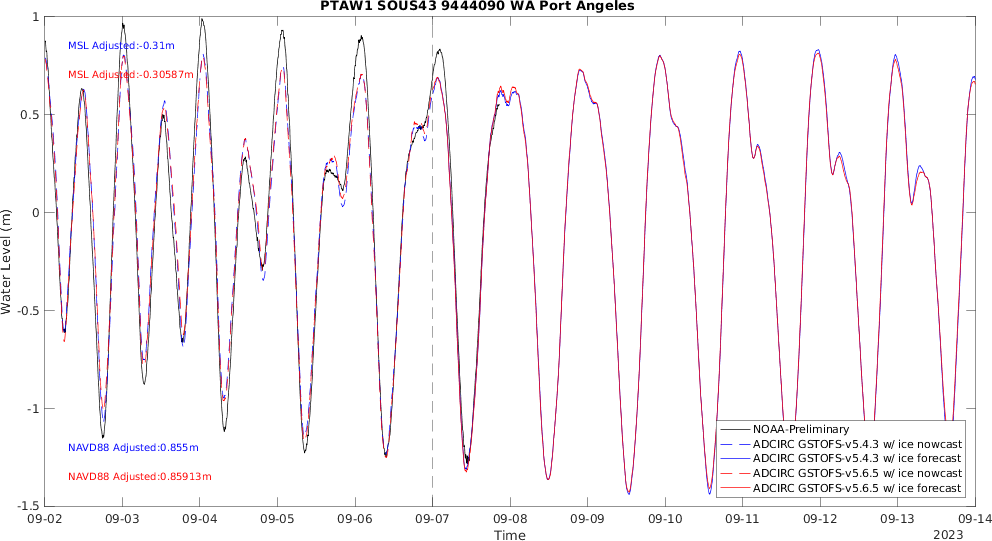 PTAW1 SOUS43 9444090 WA Port Angeles
1
MSL Adjusted:-0.31m
MSL Adjusted:-0.30587m
0.5
0
Water Level (m)
-0.5
-1
NAVD88 Adjusted:0.855m
NAVD88 Adjusted:0.85913m
-1.5
NOAA-Preliminary
ADCIRC GSTOFS-v5.4.3 w/ ice nowcast
ADCIRC GSTOFS-v5.4.3 w/ ice forecast
ADCIRC GSTOFS-v5.6.5 w/ ice nowcast
ADCIRC GSTOFS-v5.6.5 w/ ice forecast
09-02 09-03 09-04 09-05 09-06 09-07 09-08 09-09 09-10 09-11 09-12 09-13 09-14
Time
2023